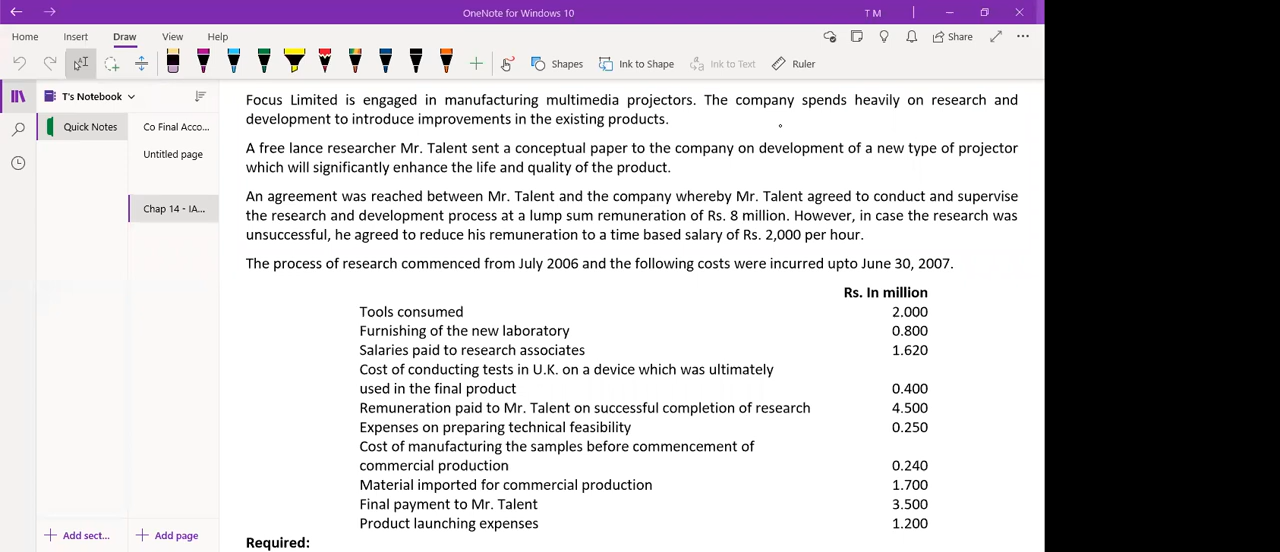 OneNote for Windows 10
T M
Home Insert Draw View Help
Share
Shapes
Ink to Shape
Ink to Text
Ruler
T's Notebook
Quick Notes
Co Final Acco...
Untitled page
Chap 14 - IA...
Add sect...
Add page
Focus Limited is engaged in manufacturing multimedia projectors. The company spends heavily on research and
development to introduce improvements in the existing products.
A free lance researcher Mr. Talent sent a conceptual paper to the company on development of a new type of projector
which will significantly enhance the life and quality of the product.
An agreement was reached between Mr. Talent and the company whereby Mr. Talent agreed to conduct and supervise
the research and development process at a lump sum remuneration of Rs. 8 million. However, in case the research was
unsuccessful, he agreed to reduce his remuneration to a time based salary of Rs. 2,000 per hour.
The process of research commenced from July 2006 and the following costs were incurred upto June 30, 2007.
Rs. In million
Tools consumed 2.000
Furnishing of the new laboratory 0.800
Salaries paid to research associates 1.620
Cost of conducting tests in U.K. on a device which was ultimately
used in the final product 0.400
Remuneration paid to Mr. Talent on successful completion of research 4.500
Expenses on preparing technical feasibility 0.250
Cost of manufacturing the samples before commencement of
commercial production 0.240
Material imported for commercial production 1.700
Final payment to Mr. Talent 3.500
Product launching expenses 1.200
Required: